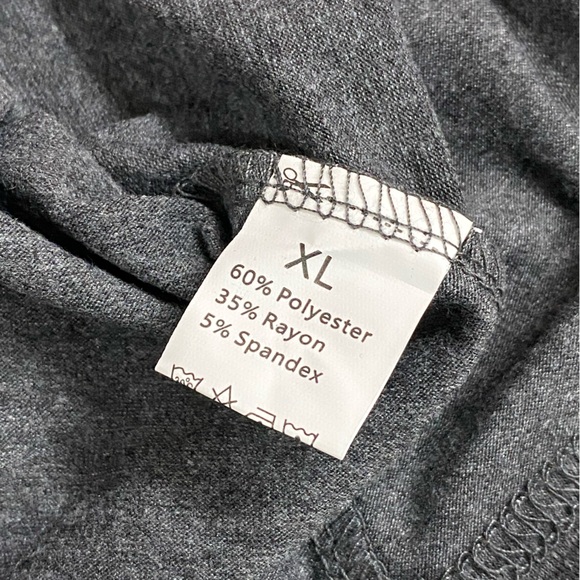 XL
60% Polyester
35% Rayon
5% Spandex